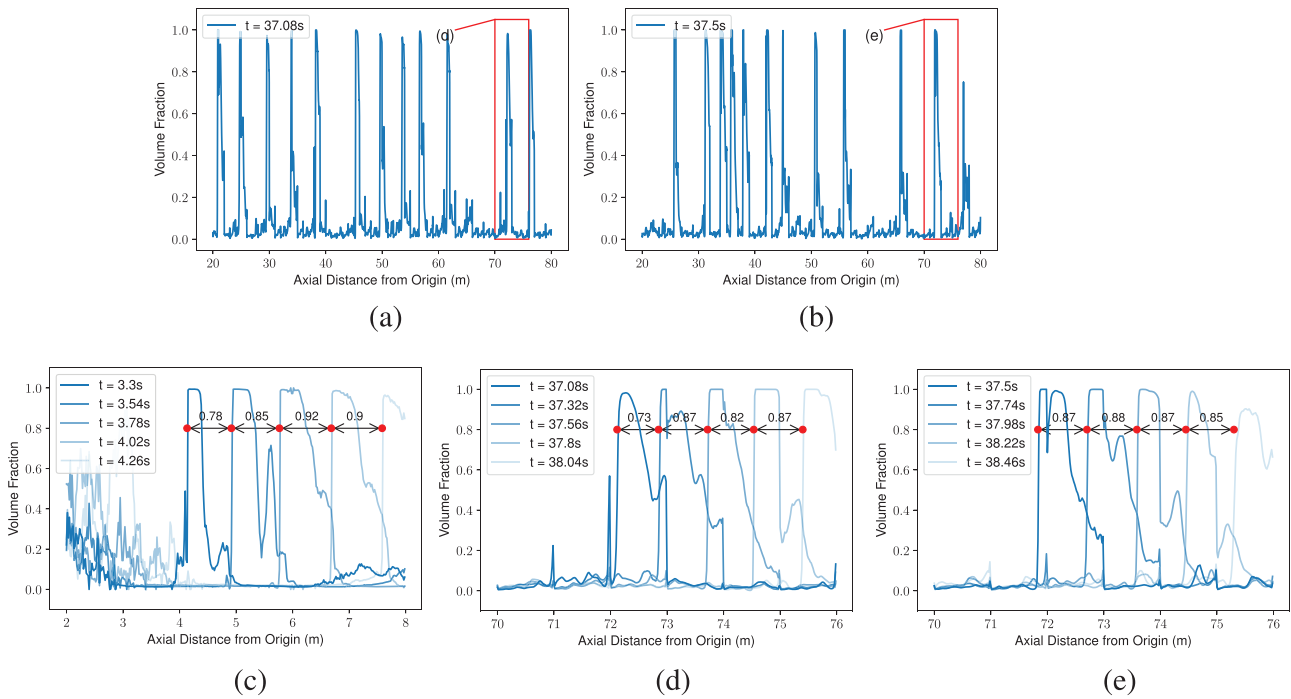 t = 37.08s
(d)
1.0
0.8
0.6
0.4
0.2
0.0
Volume Fraction
20
30
40
50
60
70
80
Axial Distance from Origin (m)
(a)
t = 37.5s
(e)
1.0
0.8
0.6
0.4
0.2
0.0
Volume Fraction
20
30
40
50
60
70
80
Axial Distance from Origin (m)
(b)
t = 3.3s
t = 3.54s
t = 3.78s
t = 4.02s
t = 4.26s
0.78
0.85
0.92
0.9
1.0
0.8
0.6
0.4
0.2
0.0
Volume Fraction
2
3
4
5
6
7
8
Axial Distance from Origin (m)
(c)
t = 37.08s
t = 37.32s
t = 37.56s
t = 37.8s
t = 38.04s
0.73
0.87
0.82
0.87
1.0
0.8
0.6
0.4
0.2
0.0
Volume Fraction
70
71
72
73
74
75
76
Axial Distance from Origin (m)
(d)
t = 37.5s
t = 37.74s
t = 37.98s
t = 38.22s
t = 38.46s
0.87
0.88
0.87
0.85
1.0
0.8
0.6
0.4
0.2
0.0
Volume Fraction
70
71
72
73
74
75
76
Axial Distance from Origin (m)
(e)